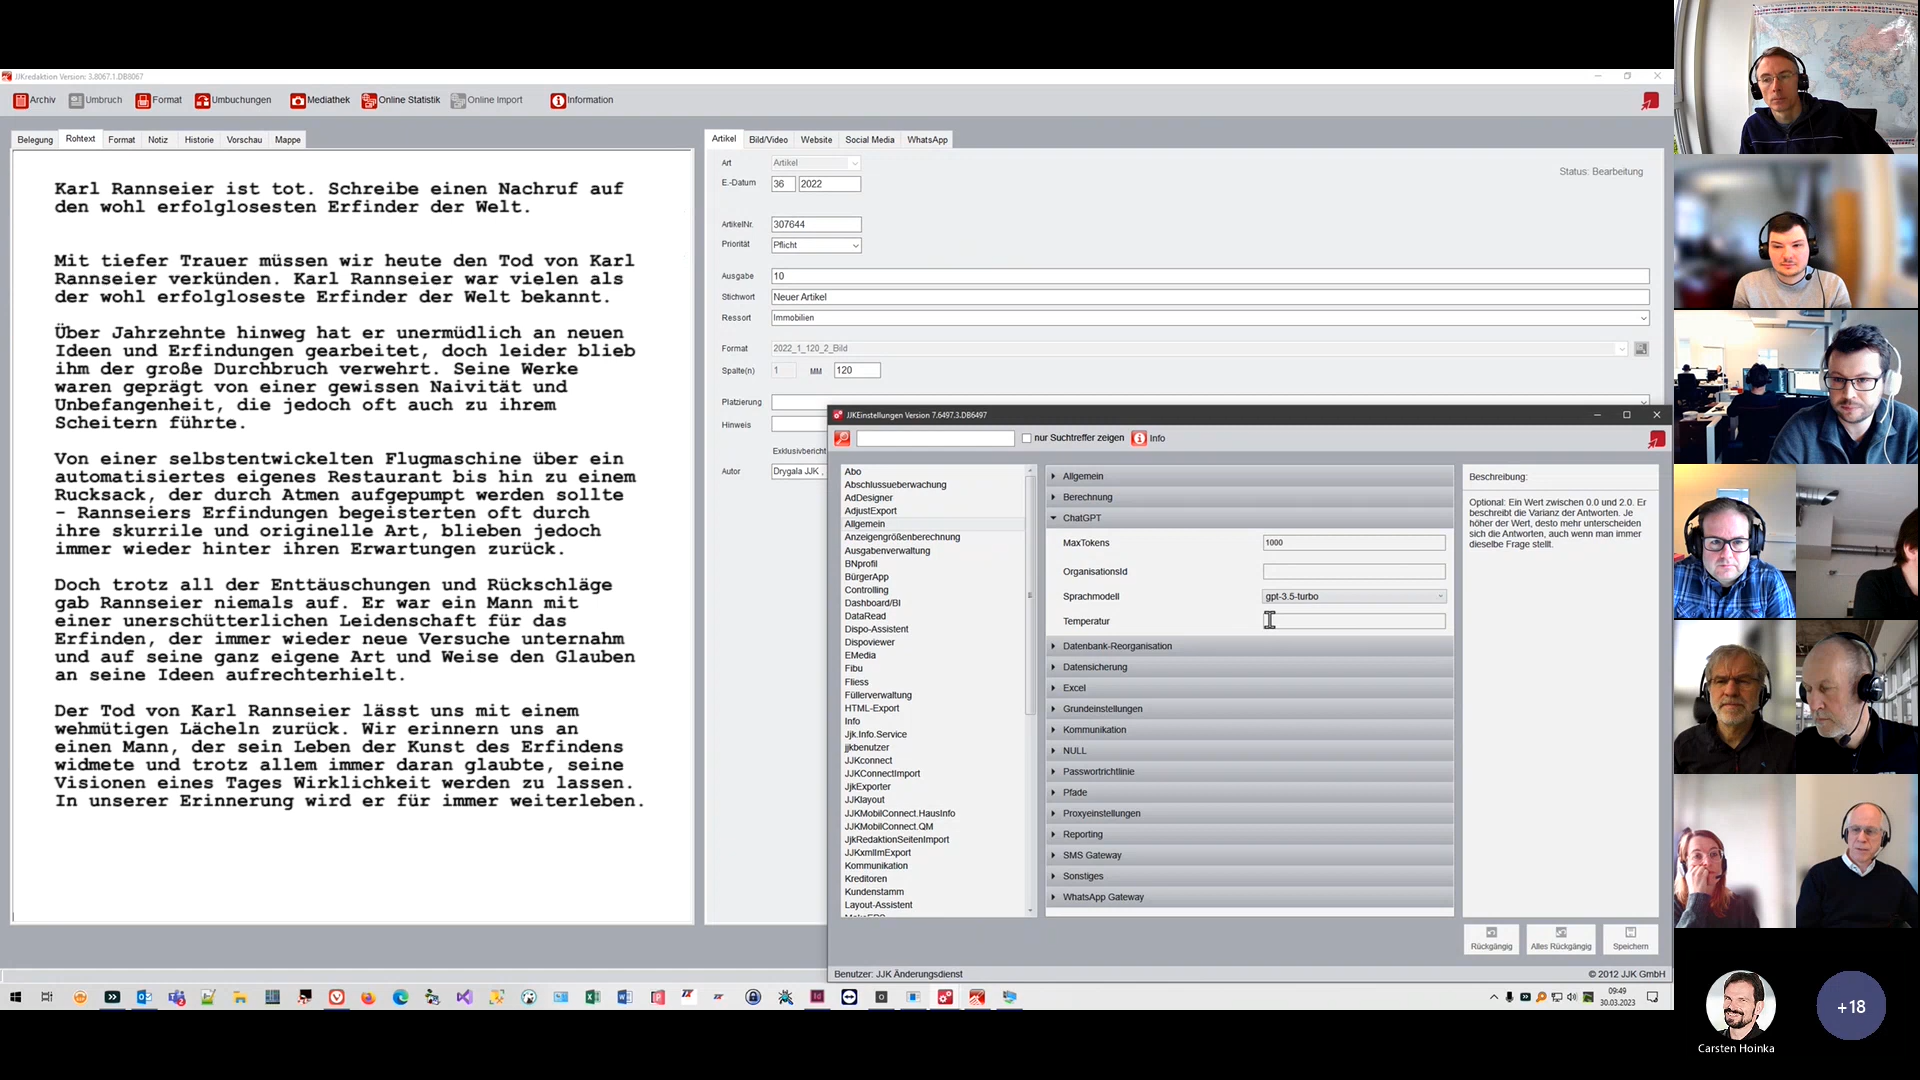 JJKredaktion Version: 3.8067.1.DB8067
Archiv
Umbruch
Format
Umbuchungen
Mediathek
Online Statistik
Online Import
Information
Belegung
Rohtext
Format
Notiz
Historie
Vorschau
Mappe
Karl Rannseier ist tot. Schreibe einen Nachruf auf
den wohl erfolglosesten Erfinder der Welt.
Mit tiefer Trauer müssen wir heute den Tod von Karl
Rannseier verkünden. Karl Rannseier war vielen als
der wohl erfolgloseste Erfinder der Welt bekannt.
Über Jahrzehnte hinweg hat er unermüdlich an neuen
Ideen und Erfindungen gearbeitet, doch leider blieb
ihm der große Durchbruch verwehrt. Seine Werke
waren geprägt von einer gewissen Naivität und
Unbefangenheit, die jedoch oft auch zu ihrem
Scheitern führte.
Von einer selbstentwickelten Flugmaschine über ein
automatisiertes eigenes Restaurant bis hin zu einem
Rucksack, der durch Atmen aufgepumpt werden sollte
- Rannseiers Erfindungen begeisterten oft durch
ihre skurrile und originelle Art, blieben jedoch
immer wieder hinter ihren Erwartungen zurück.
Doch trotz all der Enttäuschungen und Rückschläge
gab Rannseier niemals auf. Er war ein Mann mit
einer unerschütterlichen Leidenschaft für das
Erfinden, der immer wieder neue Versuche unternahm
und auf seine ganz eigene Art und Weise den Glauben
an seine Ideen aufrechterhielt.
Der Tod von Karl Rannseier lässt uns mit einem
wehmütigen Lächeln zurück. Wir erinnern uns an
einen Mann, der sein Leben der Kunst des Erfindens
widmete und trotz allem immer daran glaubte, seine
Visionen eines Tages Wirklichkeit werden zu lassen.
In unserer Erinnerung wird er für immer weiterleben.
Artikel
Bild/Video
Website
Social Media
WhatsApp
Art Artikel
Status: Bearbeitung
E.-Datum 36 2022
ArtikelNr. 307644
Priorität Pflicht
Ausgabe 10
Stichwort Neuer Artikel
Ressort Immobilien
Format 2022_1_120_2_Bild
Spalte(n) 1 MM 120
Platzierung
Hinweis
Exklusivbericht
Autor Drygala JJK ,
JJKEinstellungen Version 7.6497.3.DB6497
nur Suchtreffer zeigen
Info
Abo
Abschlussueberwachung
AdDesigner
AdjustExport
Allgemein
Anzeigengrößenberechnung
Ausgabenverwaltung
BNprofil
BürgerApp
Controlling
Dashboard/BI
DataRead
Dispo-Assistent
Dispoviewer
EMedia
Fibu
Fliess
Füllerverwaltung
HTML-Export
Info
Jjk.Info.Service
jjkbenutzer
JJKconnect
JJKConnectImport
JjkExporter
JJKlayout
JJKMobilConnect.HausInfo
JJKMobilConnect.QM
JjkRedaktionSeitenImport
JJKxmlImExport
Kommunikation
Kreditoren
Kundenstamm
Layout-Assistent
Allgemein
Berechnung
ChatGPT
MaxTokens 1000
OrganisationsId
Sprachmodell gpt-3.5-turbo
Temperatur
Datenbank-Reorganisation
Datensicherung
Excel
Grundeinstellungen
Kommunikation
NULL
Passwortrichtlinie
Pfade
Proxyeinstellungen
Reporting
SMS Gateway
Sonstiges
WhatsApp Gateway
Beschreibung:
Optional: Ein Wert zwischen 0.0 und 2.0. Er
beschreibt die Varianz der Antworten. Je
höher der Wert, desto mehr unterscheiden
sich die Antworten, auch wenn man immer
dieselbe Frage stellt.
Rückgängig
Alles Rückgängig
Speichern
Benutzer: JJK Änderungsdienst
© 2012 JJK GmbH
09:49
30.03.2023
+18
Carsten Hoinka